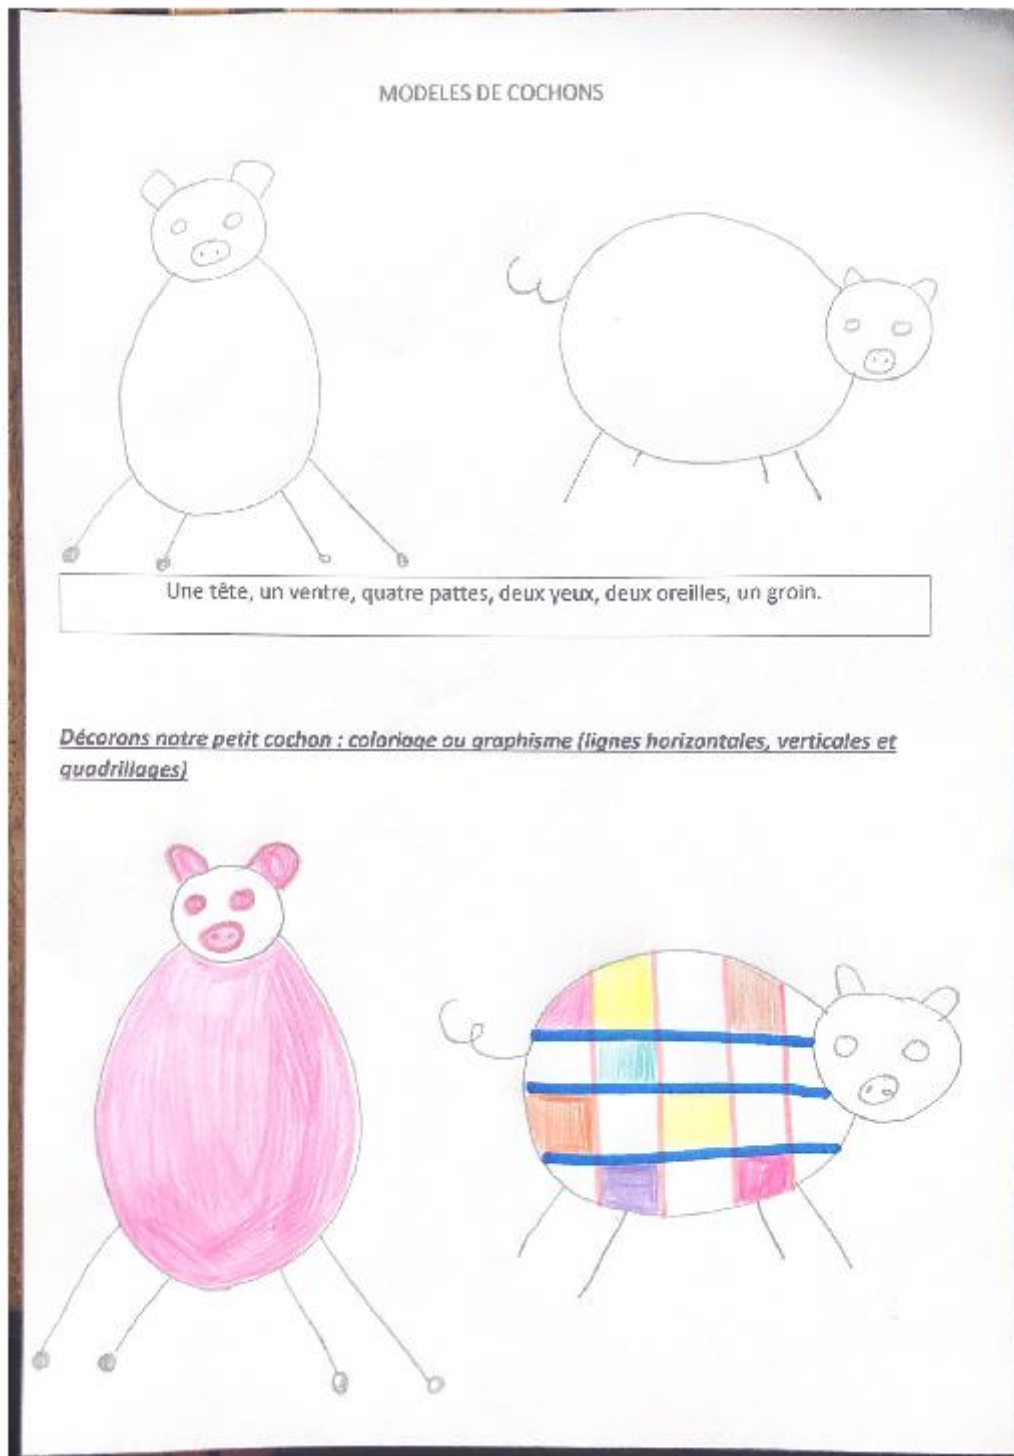 MODELES DE COCHONS
Une tête, un ventre, quatre pattes, deux yeux, deux oreilles, un groin.
Décorons notre petit cochon : coloriage ou graphisme (lignes horizontales, verticales et
quadrillages)